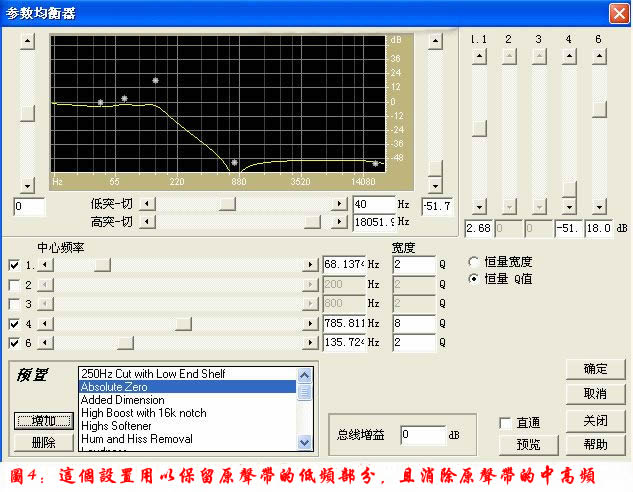 参数均衡器
dB
36
24
12
0
-12
-24
-36
-48
Hz 55 220 880 3520 14080
0
低突-切 40 Hz
高突-切 18051.9 Hz
-51.7
1.1 2 3 4 6
2.68 0 0 -51. 18.0 dB
中心频率 宽度
1. 68.1374 Hz 2 Q
2 200 Hz 2 Q
3 800 Hz 2 Q
4 785.811 Hz 8 Q
6 135.724 Hz 2 Q
恒量宽度
恒量 Q值
预置
增加
删除
250Hz Cut with Low End Shelf
Absolute Zero
Added Dimension
High Boost with 16k notch
Highs Softener
Hum and Hiss Removal
总线增益 0 dB
直通
预览
确定
取消
关闭
帮助
圖4：這個設置用以保留原聲帶的低頻部分，且消除原聲帶的中高頻